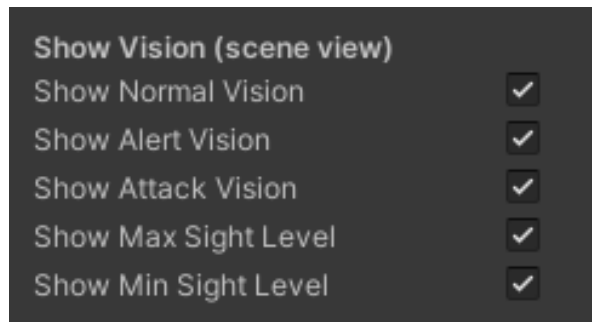 Show Vision (scene view)
Show Normal Vision
Show Alert Vision
Show Attack Vision
Show Max Sight Level
Show Min Sight Level